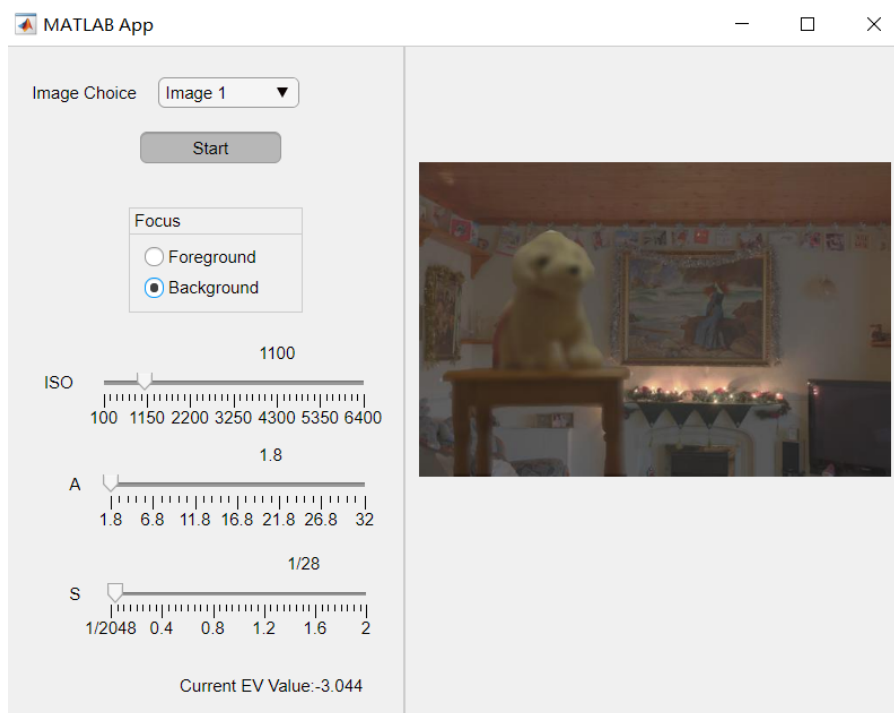 MATLAB App
Image Choice Image 1 ▼
Start
Focus
Foreground
Background
1100
ISO
100 1150 2200 3250 4300 5350 6400
1.8
A
1.8 6.8 11.8 16.8 21.8 26.8 32
1/28
S
1/2048 0.4 0.8 1.2 1.6 2
Current EV Value:-3.044